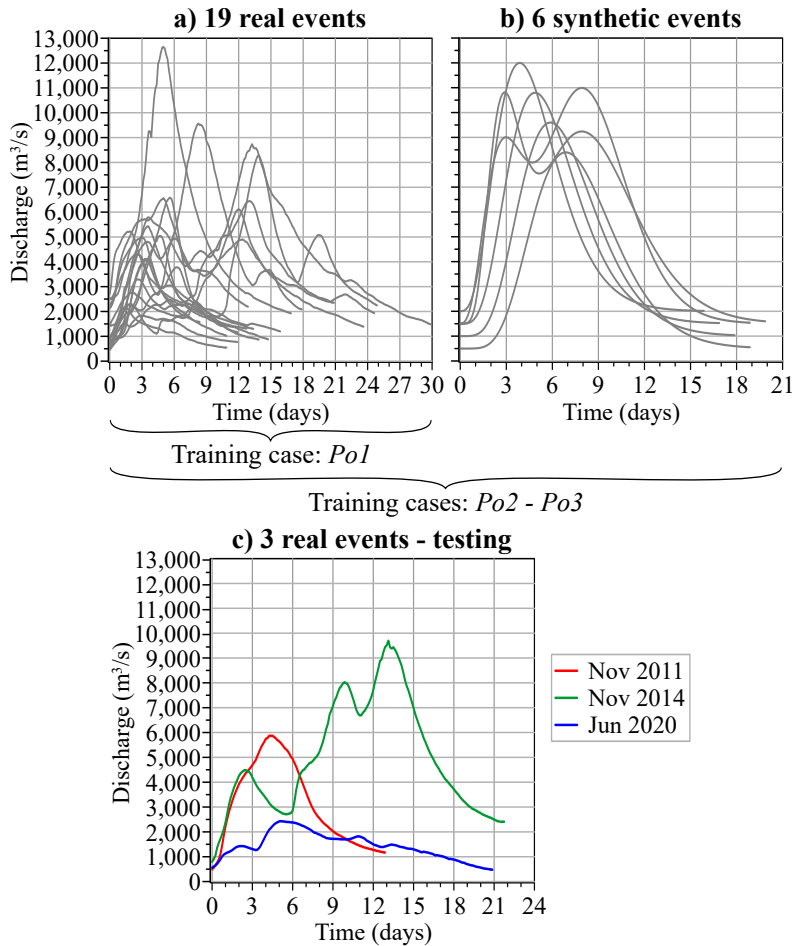 a) 19 real events
b) 6 synthetic events
13,000
12,000
11,000
10,000
9,000
8,000
7,000
6,000
5,000
4,000
3,000
2,000
1,000
0
Discharge (m³/s)
0 3 6 9 12 15 18 21 24 27 30
0 3 6 9 12 15 18 21
Time (days)
Time (days)
Training case: Po1
Training cases: Po2 - Po3
c) 3 real events - testing
13,000
12,000
11,000
10,000
9,000
8,000
7,000
6,000
5,000
4,000
3,000
2,000
1,000
0
Discharge (m³/s)
0 3 6 9 12 15 18 21 24
Time (days)
Nov 2011
Nov 2014
Jun 2020